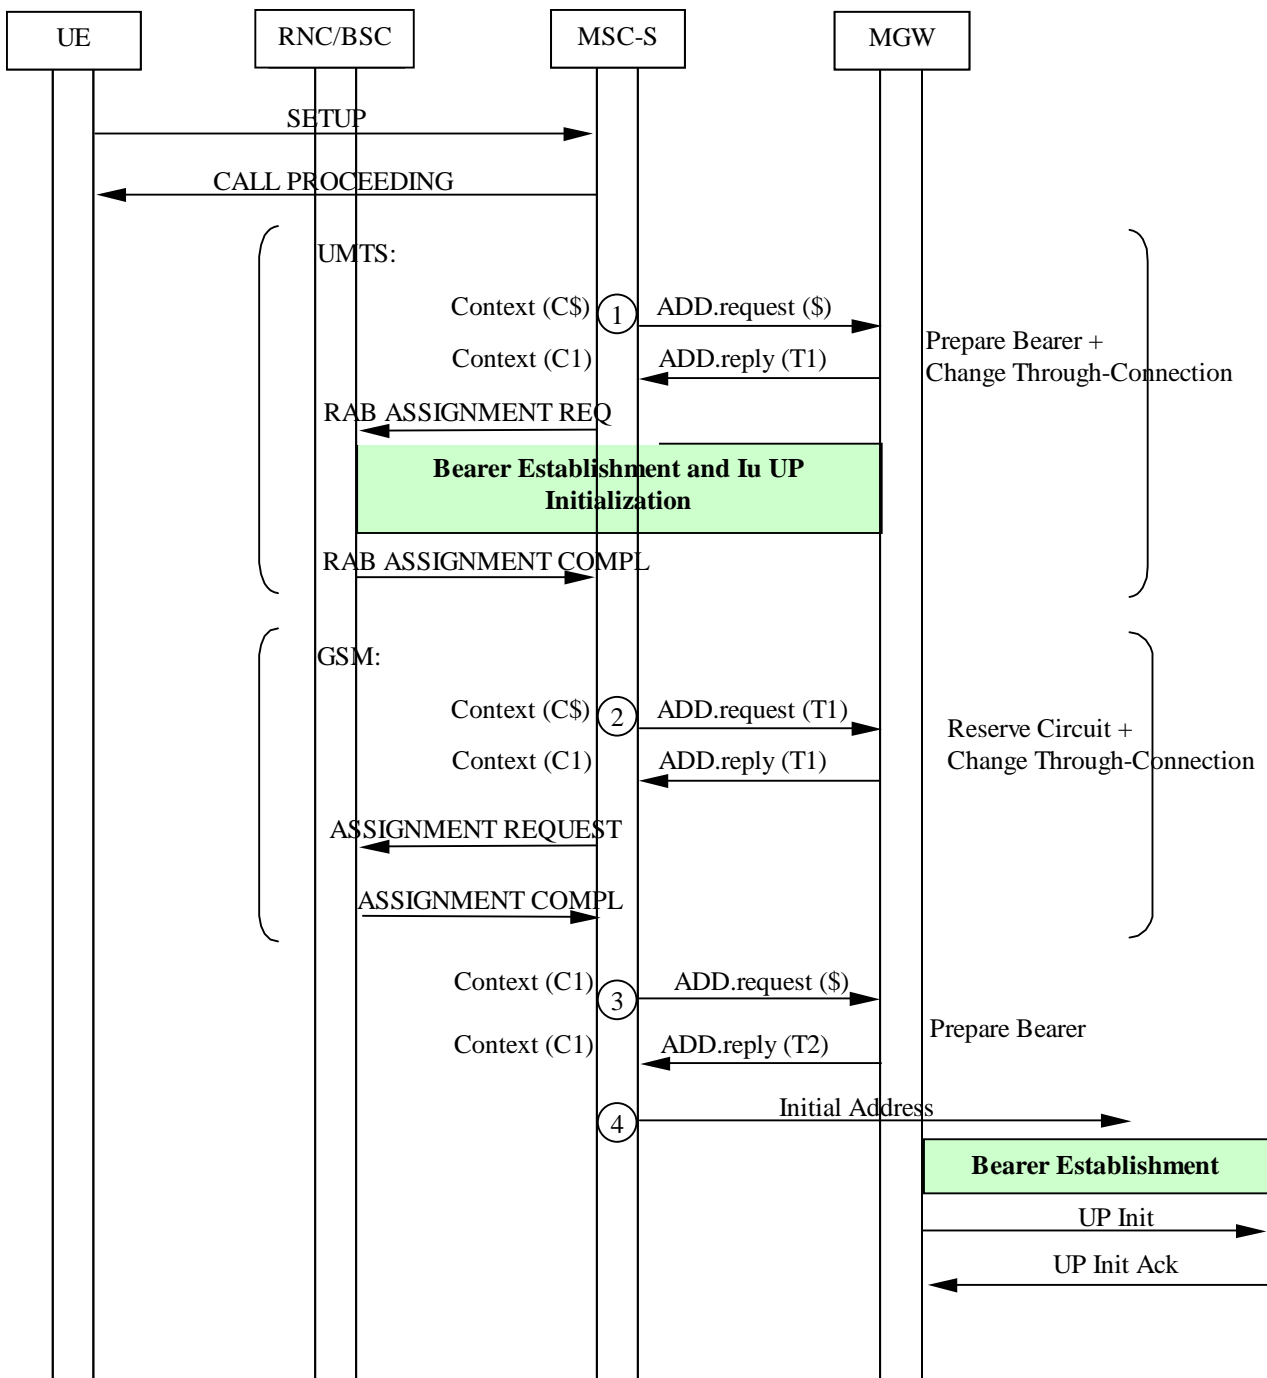 UE
RNC/BSC
MSC-S
MGW
SETUP
CALL PROCEEDING
UMTS:
Context (C$)
1
ADD.request ($)
Context (C1)
ADD.reply (T1)
Prepare Bearer +
Change Through-Connection
RAB ASSIGNMENT REQ
Bearer Establishment and Iu UP
Initialization
RAB ASSIGNMENT COMPL
GSM:
Context (C$)
2
ADD.request (T1)
Context (C1)
ADD.reply (T1)
Reserve Circuit +
Change Through-Connection
ASSIGNMENT REQUEST
ASSIGNMENT COMPL
Context (C1)
3
ADD.request ($)
Prepare Bearer
Context (C1)
ADD.reply (T2)
4
Initial Address
Bearer Establishment
UP Init
UP Init Ack